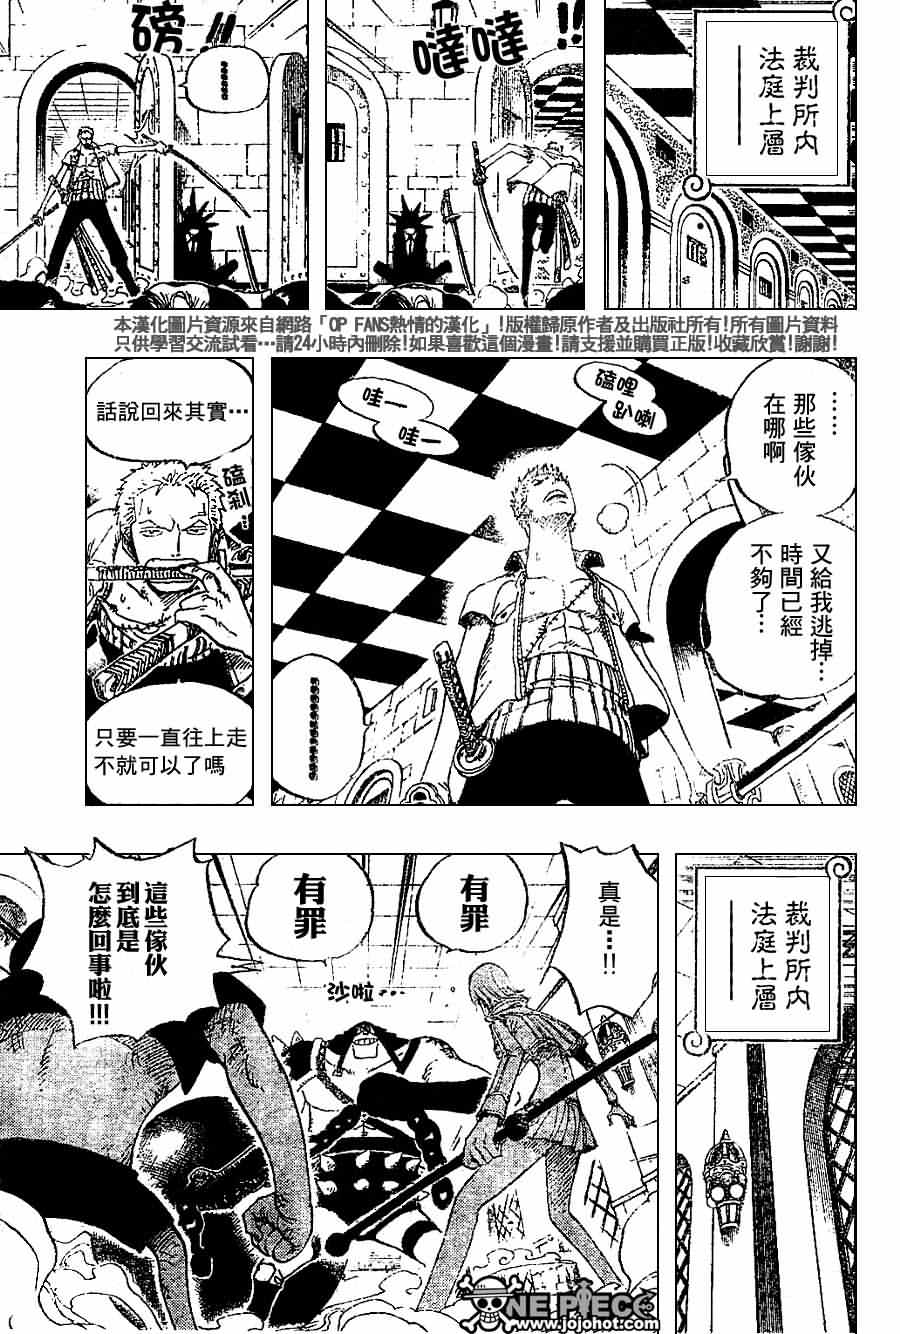 裁判所内
法庭上層
──
噠噠!!
磅!!
………
本漢化圖片資源來自網路「OP FANS熱情的漢化」!版權歸原作者及出版社所有!所有圖片資料
只供學習交流試看…請24小時內刪除!如果喜歡這個漫畫!請支援並購買正版!收藏欣賞!謝謝!
……
那些傢伙
在哪啊
又給我逃掉…
時間已經
不夠了…
磕哩
趴喇
哇—
哇—
………………
話說回來其實…
磕剎…
只要一直往上走
不就可以了嗎
裁判所内
法庭上層
──
真是…!!
有罪
有罪
沙啦…
這些傢伙
到底是
怎麼回事啦!!!
ONE PIECE
www.jojohot.com